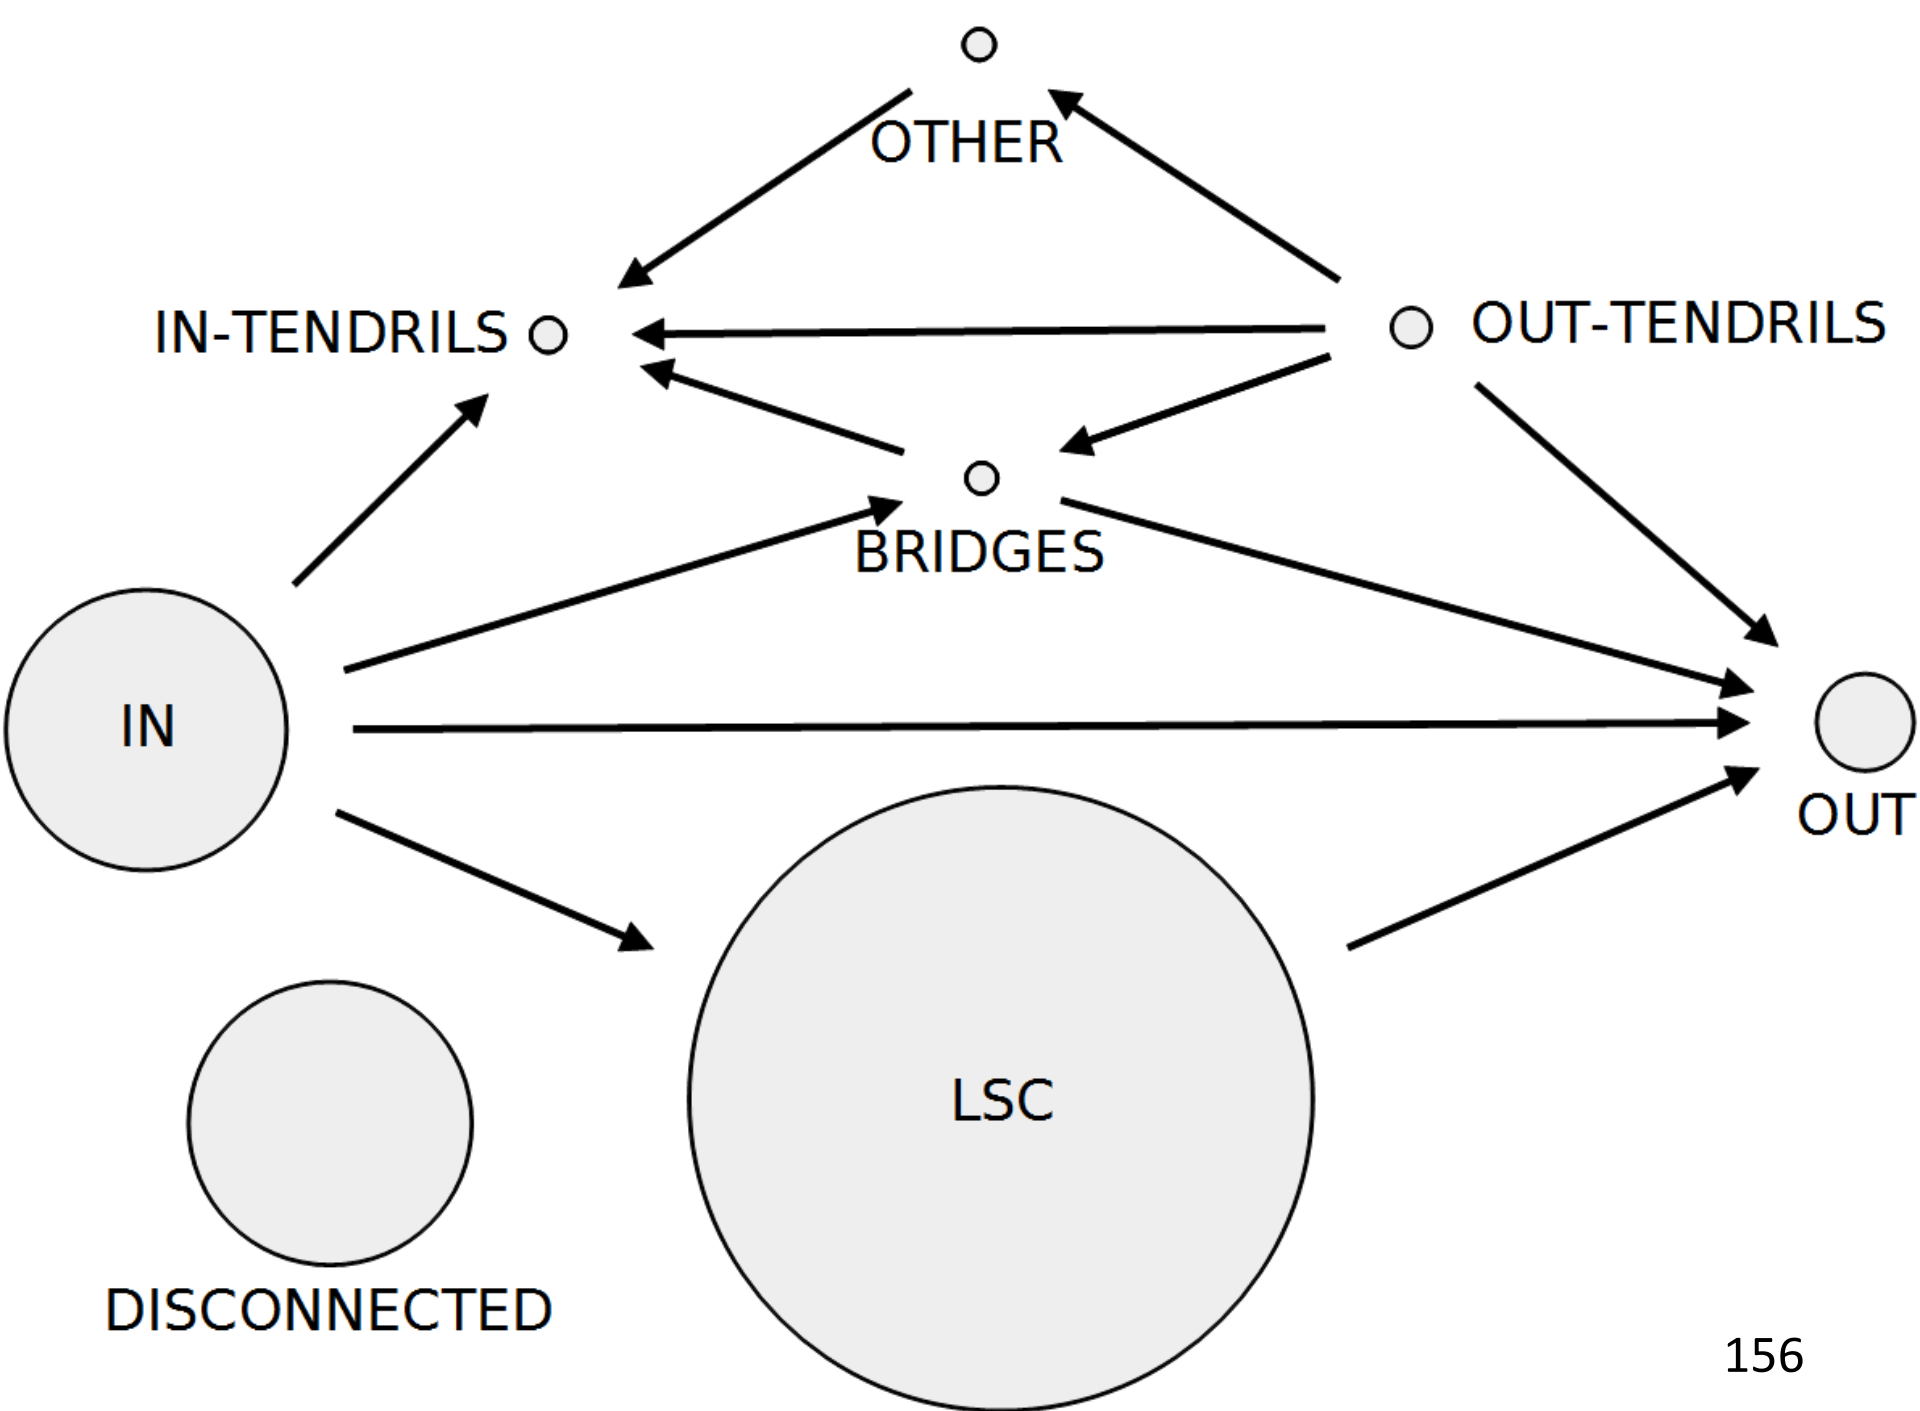 OTHER
IN-TENDRILS
OUT-TENDRILS
BRIDGES
IN
OUT
LSC
DISCONNECTED
156